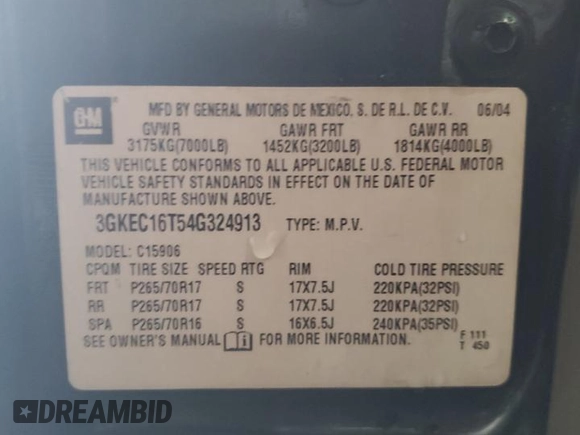 GM
MFD BY GENERAL MOTORS DE MEXICO, S. DE R.L. DE C.V. 06/04
GVWR GAWR FRT GAWR RR
3175KG(7000LB) 1452KG(3200LB) 1814KG(4000LB)
THIS VEHICLE CONFORMS TO ALL APPLICABLE U.S. FEDERAL MOTOR
VEHICLE SAFETY STANDARDS IN EFFECT ON THE DATE OF
MANUFACTURE SHOWN ABOVE.
3GKEC16T54G324913 TYPE: M.P.V.
MODEL: C15906
CPQM TIRE SIZE SPEED RTG RIM COLD TIRE PRESSURE
FRT P265/70R17 S 17X7.5J 220KPA(32PSI)
RR P265/70R17 S 17X7.5J 220KPA(32PSI)
SPA P265/70R16 S 16X6.5J 240KPA(35PSI)
SEE OWNER'S MANUAL FOR MORE INFORMATION. F 111
T 450
DREAMBID